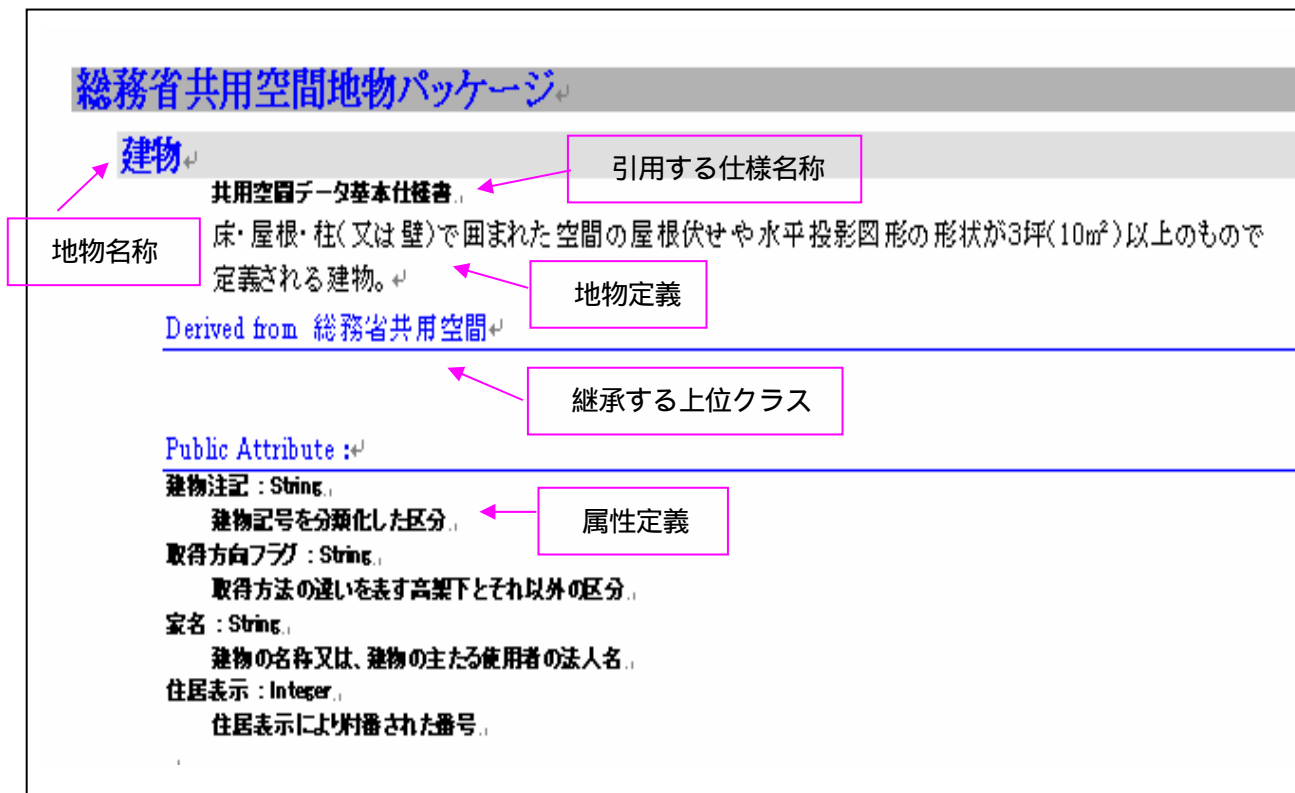 総務省共用空間地物パッケージ
建物
引用する仕様名称
共用空間データ基本仕様書
地物名称
床・屋根・柱(又は壁)で囲まれた空間の屋根伏せや水平投影図形の形状が3坪(10㎡)以上のもので
定義される建物。
地物定義
Derived from 総務省共用空間
継承する上位クラス
Public Attribute :
建物注記 : String
建物記号を分類化した区分
属性定義
取得方向フラグ : String
取得方法の違いを表す高架下とそれ以外の区分
家名 : String
建物の名称又は、建物の主たる使用者の法人名
住居表示 : Integer
住居表示により附番された番号